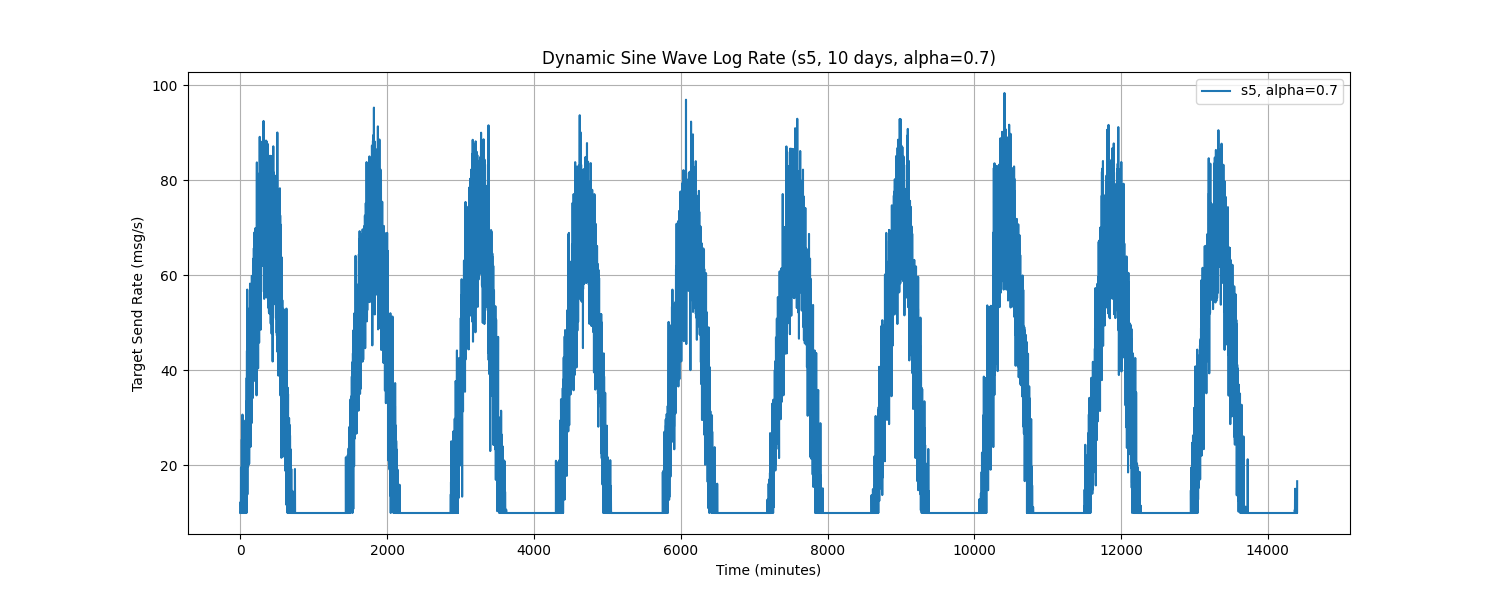 Dynamic Sine Wave Log Rate (s5, 10 days, alpha=0.7)
s5, alpha=0.7
Target Send Rate (msg/s)
100
80
60
40
20
0 2000 4000 6000 8000 10000 12000 14000
Time (minutes)